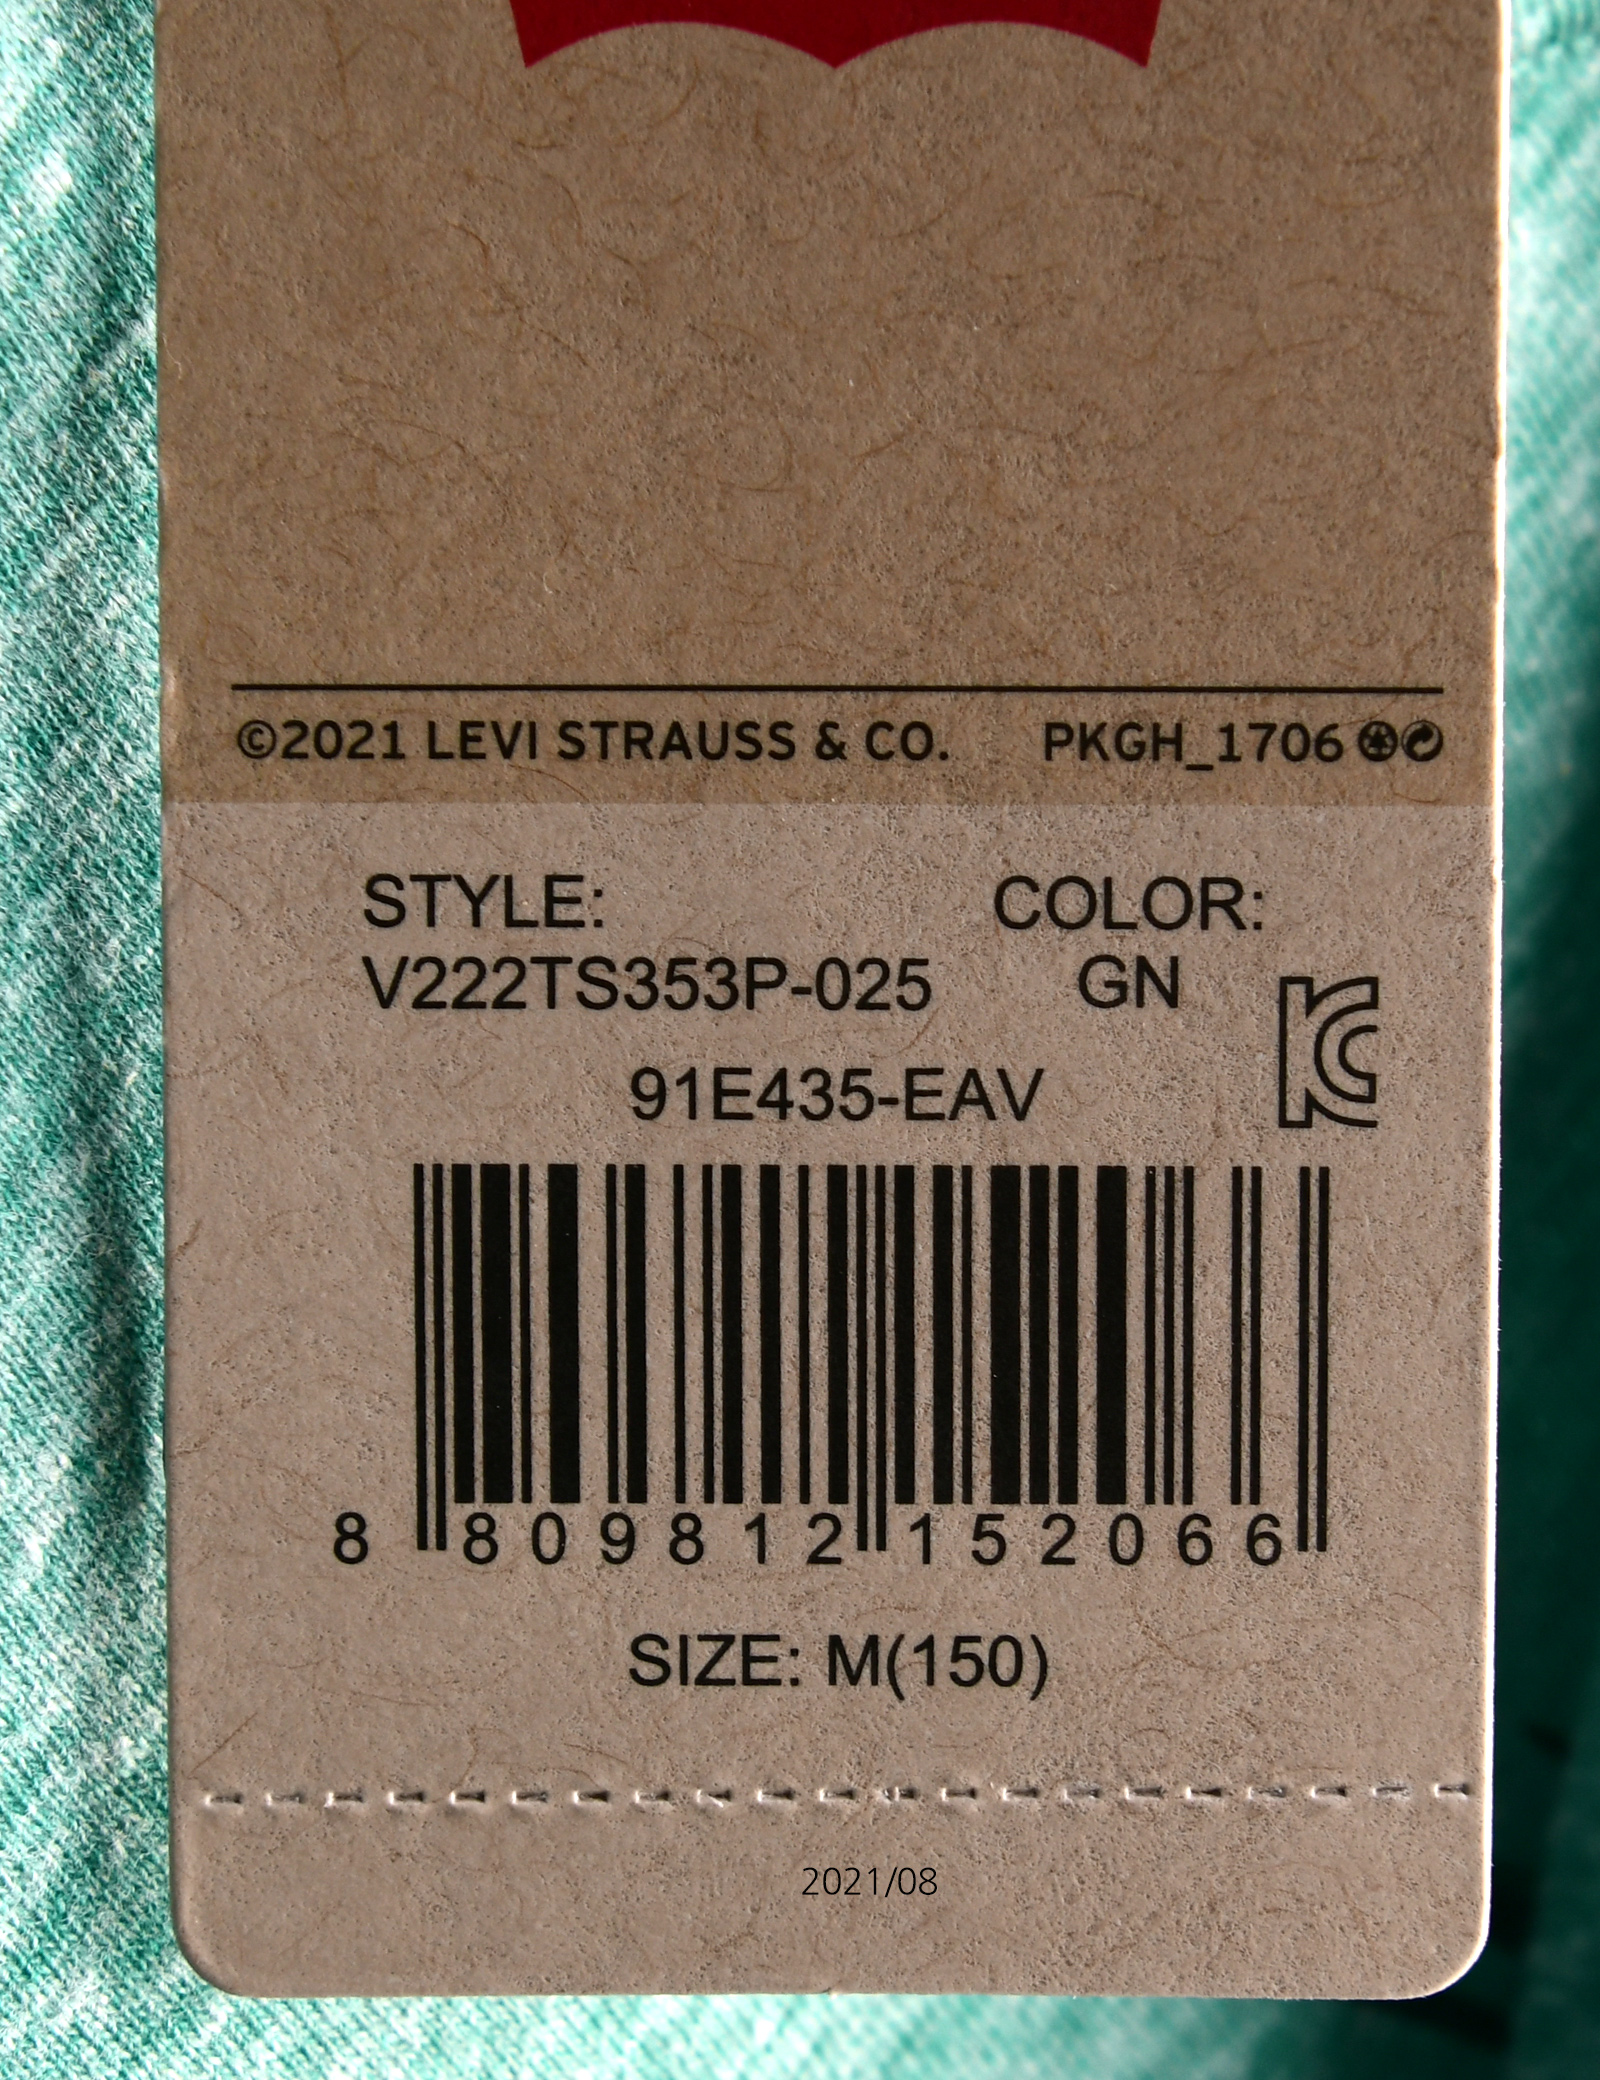 ©2021 LEVI STRAUSS & CO. PKGH_1706
STYLE: COLOR:
V222TS353P-025 GN
91E435-EAV
8 809812 152066
SIZE: M(150)
2021/08